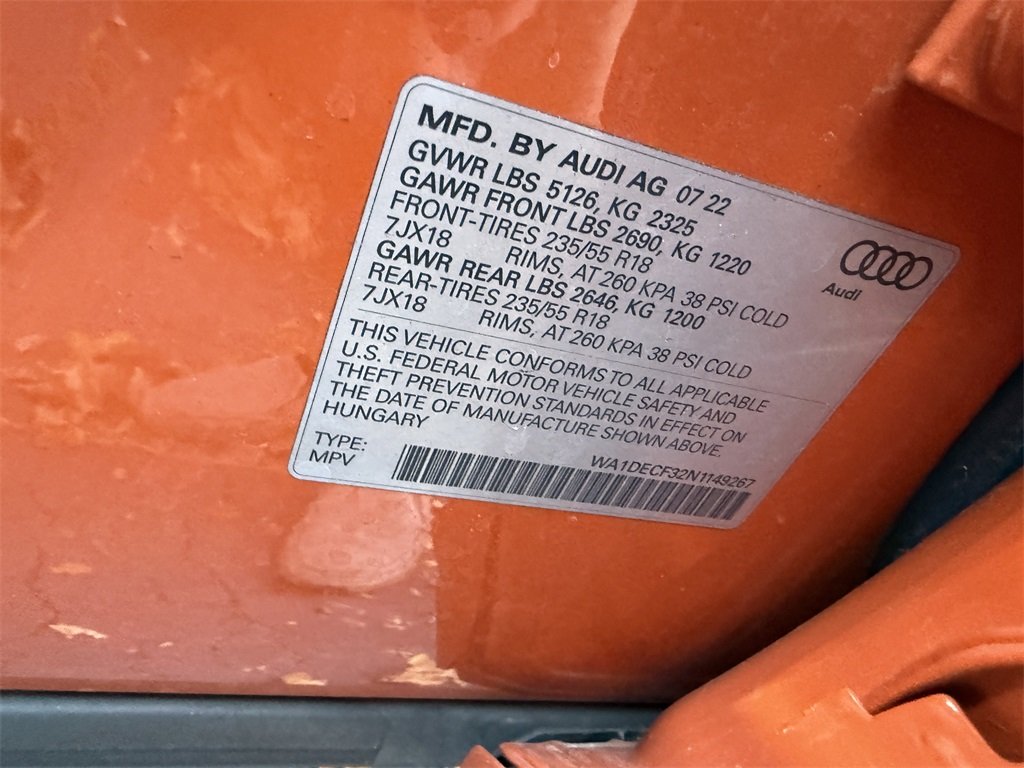 MFD. BY AUDI AG 07 22
GVWR LBS 5126, KG 2325
GAWR FRONT LBS 2690, KG 1220
FRONT-TIRES 235/55 R18
7JX18 RIMS, AT 260 KPA 38 PSI COLD
GAWR REAR LBS 2646, KG 1200
REAR-TIRES 235/55 R18
7JX18 RIMS, AT 260 KPA 38 PSI COLD
Audi
THIS VEHICLE CONFORMS TO ALL APPLICABLE
U.S. FEDERAL MOTOR VEHICLE SAFETY AND
THEFT PREVENTION STANDARDS IN EFFECT ON
THE DATE OF MANUFACTURE SHOWN ABOVE.
HUNGARY
TYPE: WA1DECF32N1149267
MPV